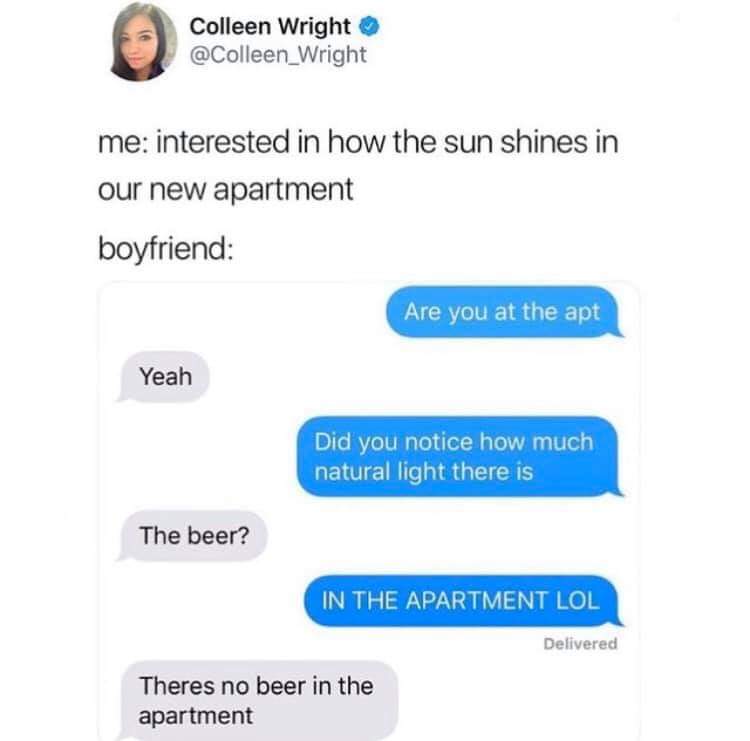 Colleen Wright
@Colleen_Wright
me: interested in how the sun shines in
our new apartment
boyfriend:
Are you at the apt
Yeah
Did you notice how much
natural light there is
The beer?
IN THE APARTMENT LOL
Delivered
Theres no beer in the
apartment